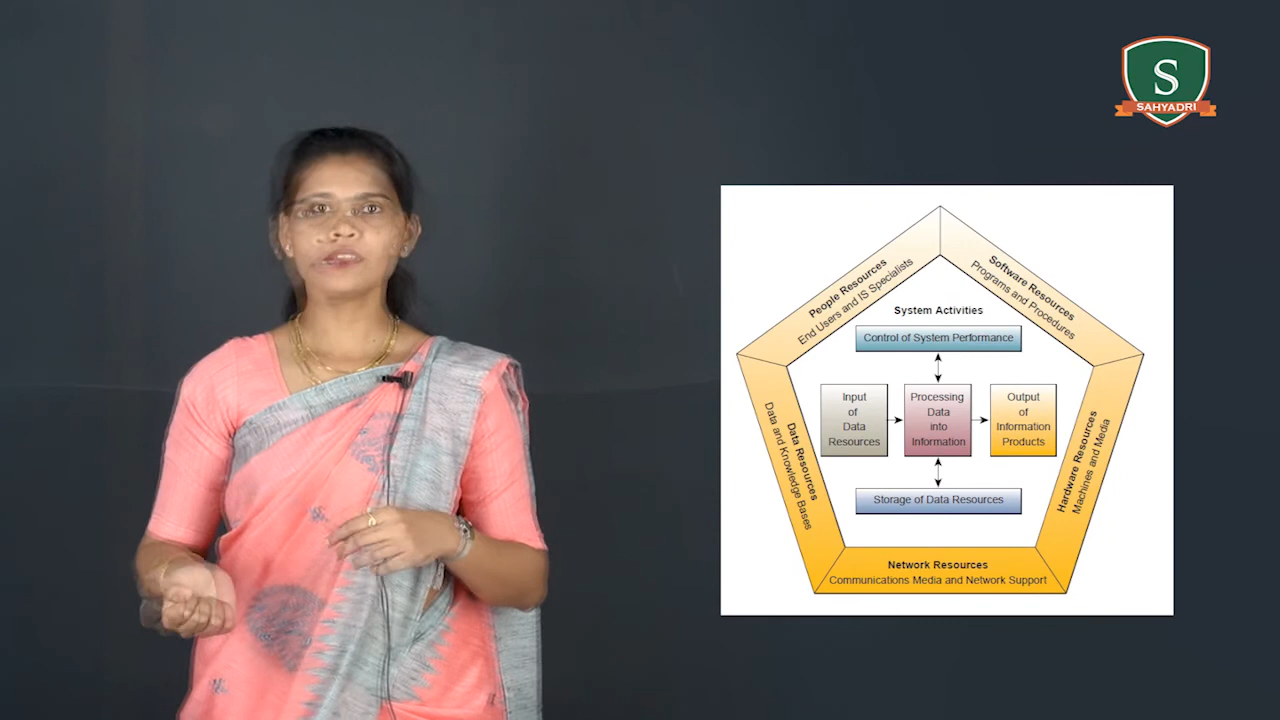 S
SAHYADRI
People Resources
End Users and IS Specialists
Software Resources
Programs and Procedures
System Activities
Control of System Performance
Input
of
Data
Resources
Processing
Data
into
Information
Output
of
Information
Products
Storage of Data Resources
Data Resources
Data and Knowledge Bases
Hardware Resources
Machines and Media
Network Resources
Communications Media and Network Support